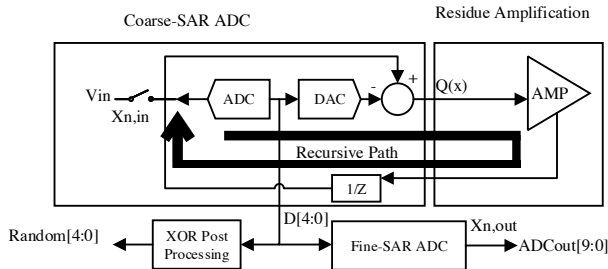 Coarse-SAR ADC
Residue Amplification
Vin
Xn,in
ADC
DAC
-
+
Q(x)
AMP
Recursive Path
1/Z
D[4:0]
Xn,out
Random[4:0]
XOR Post
Processing
Fine-SAR ADC
ADCout[9:0]